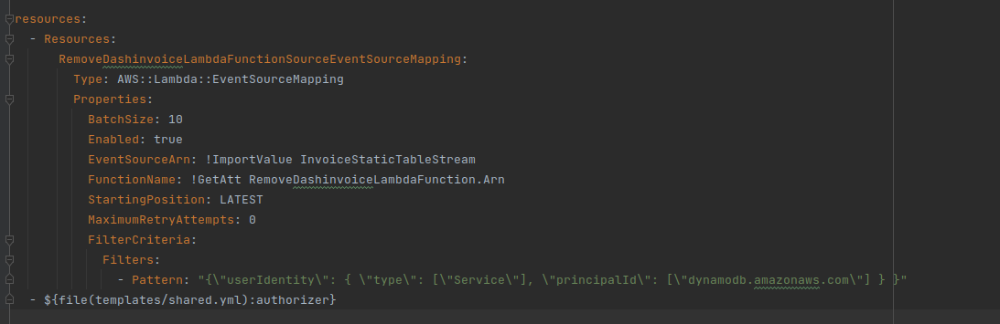 resources:
  - Resources:
      RemoveDashinvoiceLambdaFunctionSourceEventSourceMapping:
        Type: AWS::Lambda::EventSourceMapping
        Properties:
          BatchSize: 10
          Enabled: true
          EventSourceArn: !ImportValue InvoiceStaticTableStream
          FunctionName: !GetAtt RemoveDashinvoiceLambdaFunction.Arn
          StartingPosition: LATEST
          MaximumRetryAttempts: 0
          FilterCriteria:
            Filters:
              - Pattern: "{\"userIdentity\": { \"type\": [\"Service\"], \"principalId\": [\"dynamodb.amazonaws.com\"] } }"
  - ${file(templates/shared.yml):authorizer}